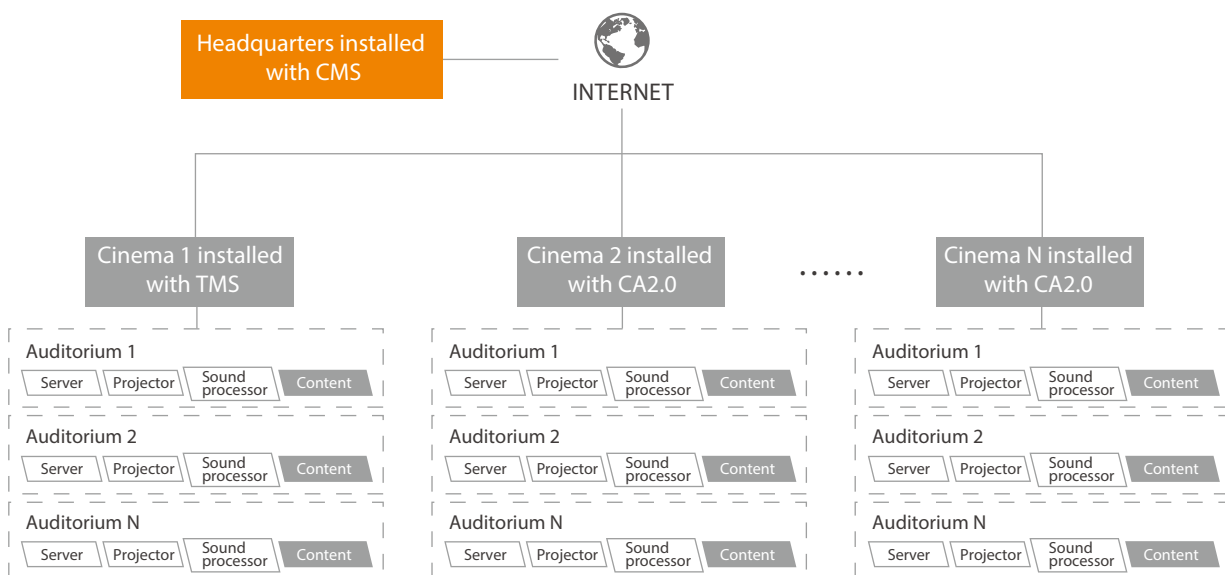 Headquarters installed
with CMS
INTERNET
Cinema 1 installed
with TMS
Cinema 2 installed
with CA2.0
......
Cinema N installed
with CA2.0
Auditorium 1
Server
Projector
Sound
processor
Content
Auditorium 2
Server
Projector
Sound
processor
Content
Auditorium N
Server
Projector
Sound
processor
Content
Auditorium 1
Server
Projector
Sound
processor
Content
Auditorium 2
Server
Projector
Sound
processor
Content
Auditorium N
Server
Projector
Sound
processor
Content
Auditorium 1
Server
Projector
Sound
processor
Content
Auditorium 2
Server
Projector
Sound
processor
Content
Auditorium N
Server
Projector
Sound
processor
Content